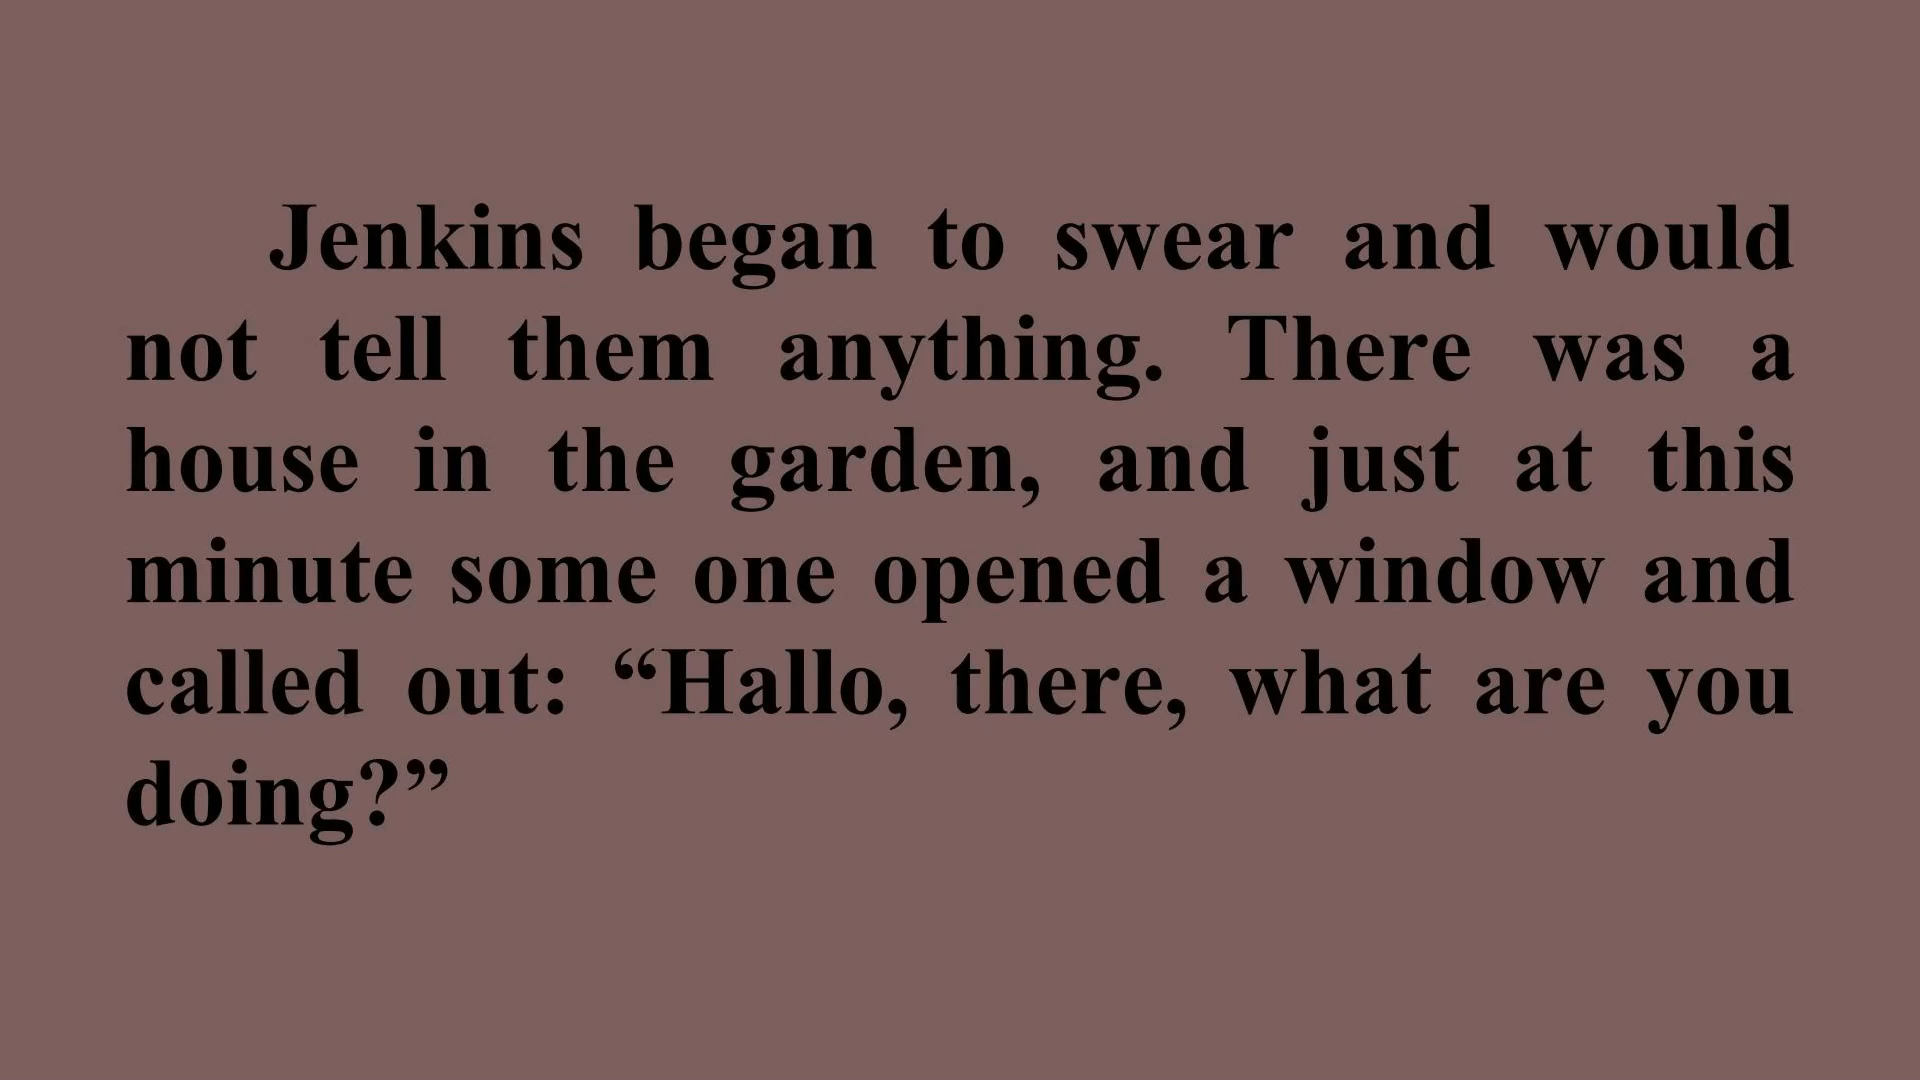 Jenkins began to swear and would
not tell them anything. There was a
house in the garden, and just at this
minute some one opened a window and
called out: “Hallo, there, what are you
doing?”